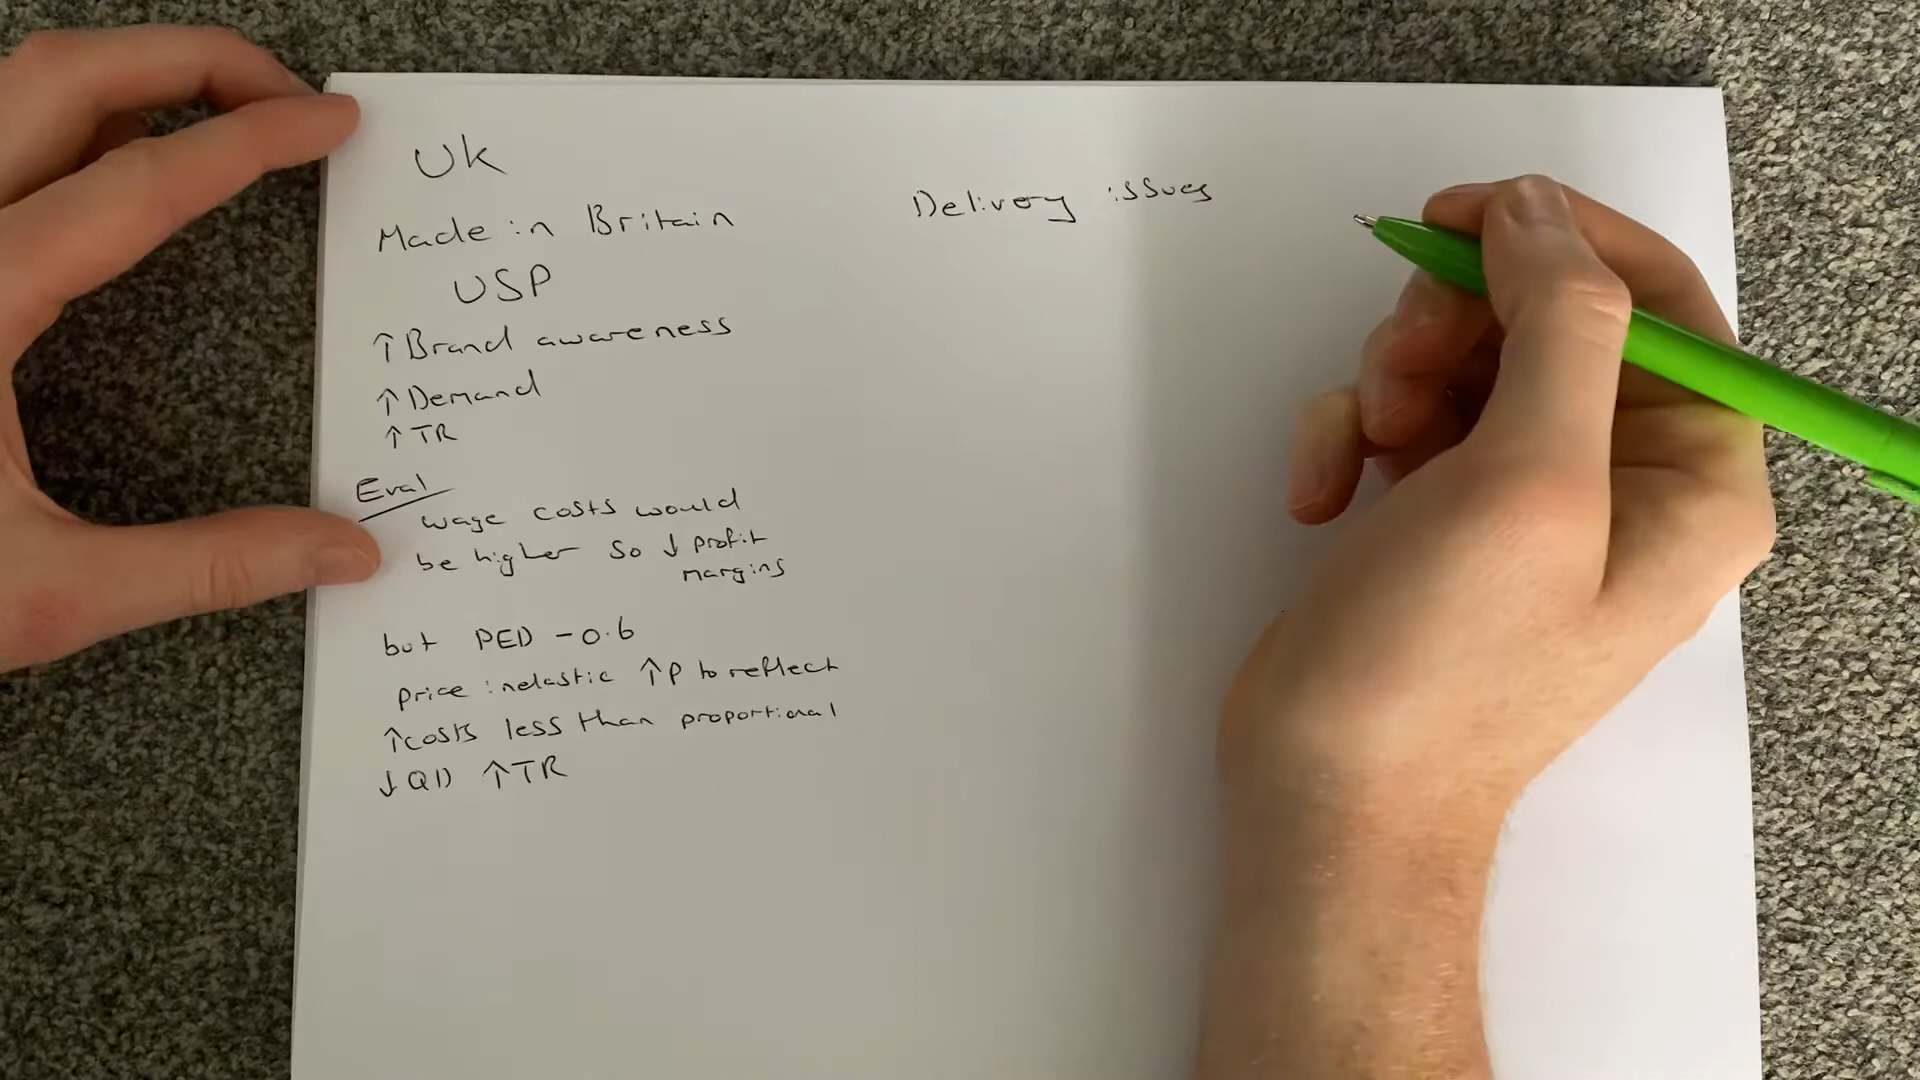 UK
Made in Britain
USP
↑ Brand awareness
↑ Demand
↑ TR
Eval
wage costs would
be higher so ↓ profit
margins
but PED -0.6
price inelastic ↑P to reflect
↑costs less than proportional
↓ QD ↑TR
Delivery issues